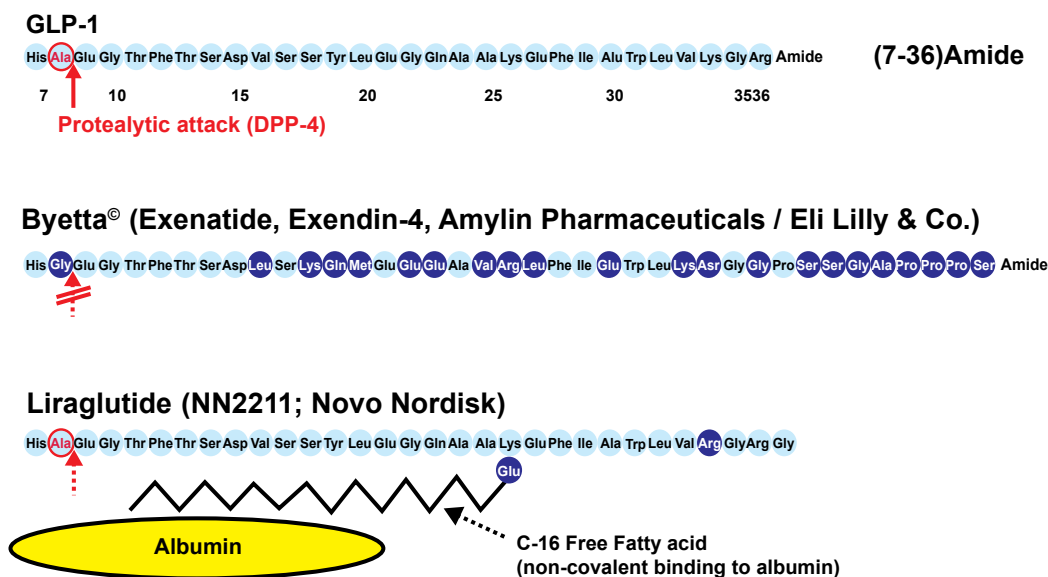 GLP-1
His Ala Glu Gly Thr Phe Thr Ser Asp Val Ser Ser Tyr Leu Glu Gly Gln Ala Ala Lys Glu Phe Ile Alu Trp Leu Val Lys Gly Arg Amide (7-36)Amide
7 10 15 20 25 30 3536
Protealytic attack (DPP-4)
Byetta© (Exenatide, Exendin-4, Amylin Pharmaceuticals / Eli Lilly & Co.)
His Gly Glu Gly Thr Phe Thr Ser Asp Leu Ser Lys Gln Met Glu Glu Glu Ala Val Arg Leu Phe Ile Glu Trp Leu Lys Asr Gly Gly Pro Ser Ser Gly Ala Pro Pro Pro Ser Amide
Liraglutide (NN2211; Novo Nordisk)
His Ala Glu Gly Thr Phe Thr Ser Asp Val Ser Ser Tyr Leu Glu Gly Gln Ala Ala Lys Glu Phe Ile Ala Trp Leu Val Arg Gly Arg Gly
Glu
Albumin
C-16 Free Fatty acid
(non-covalent binding to albumin)